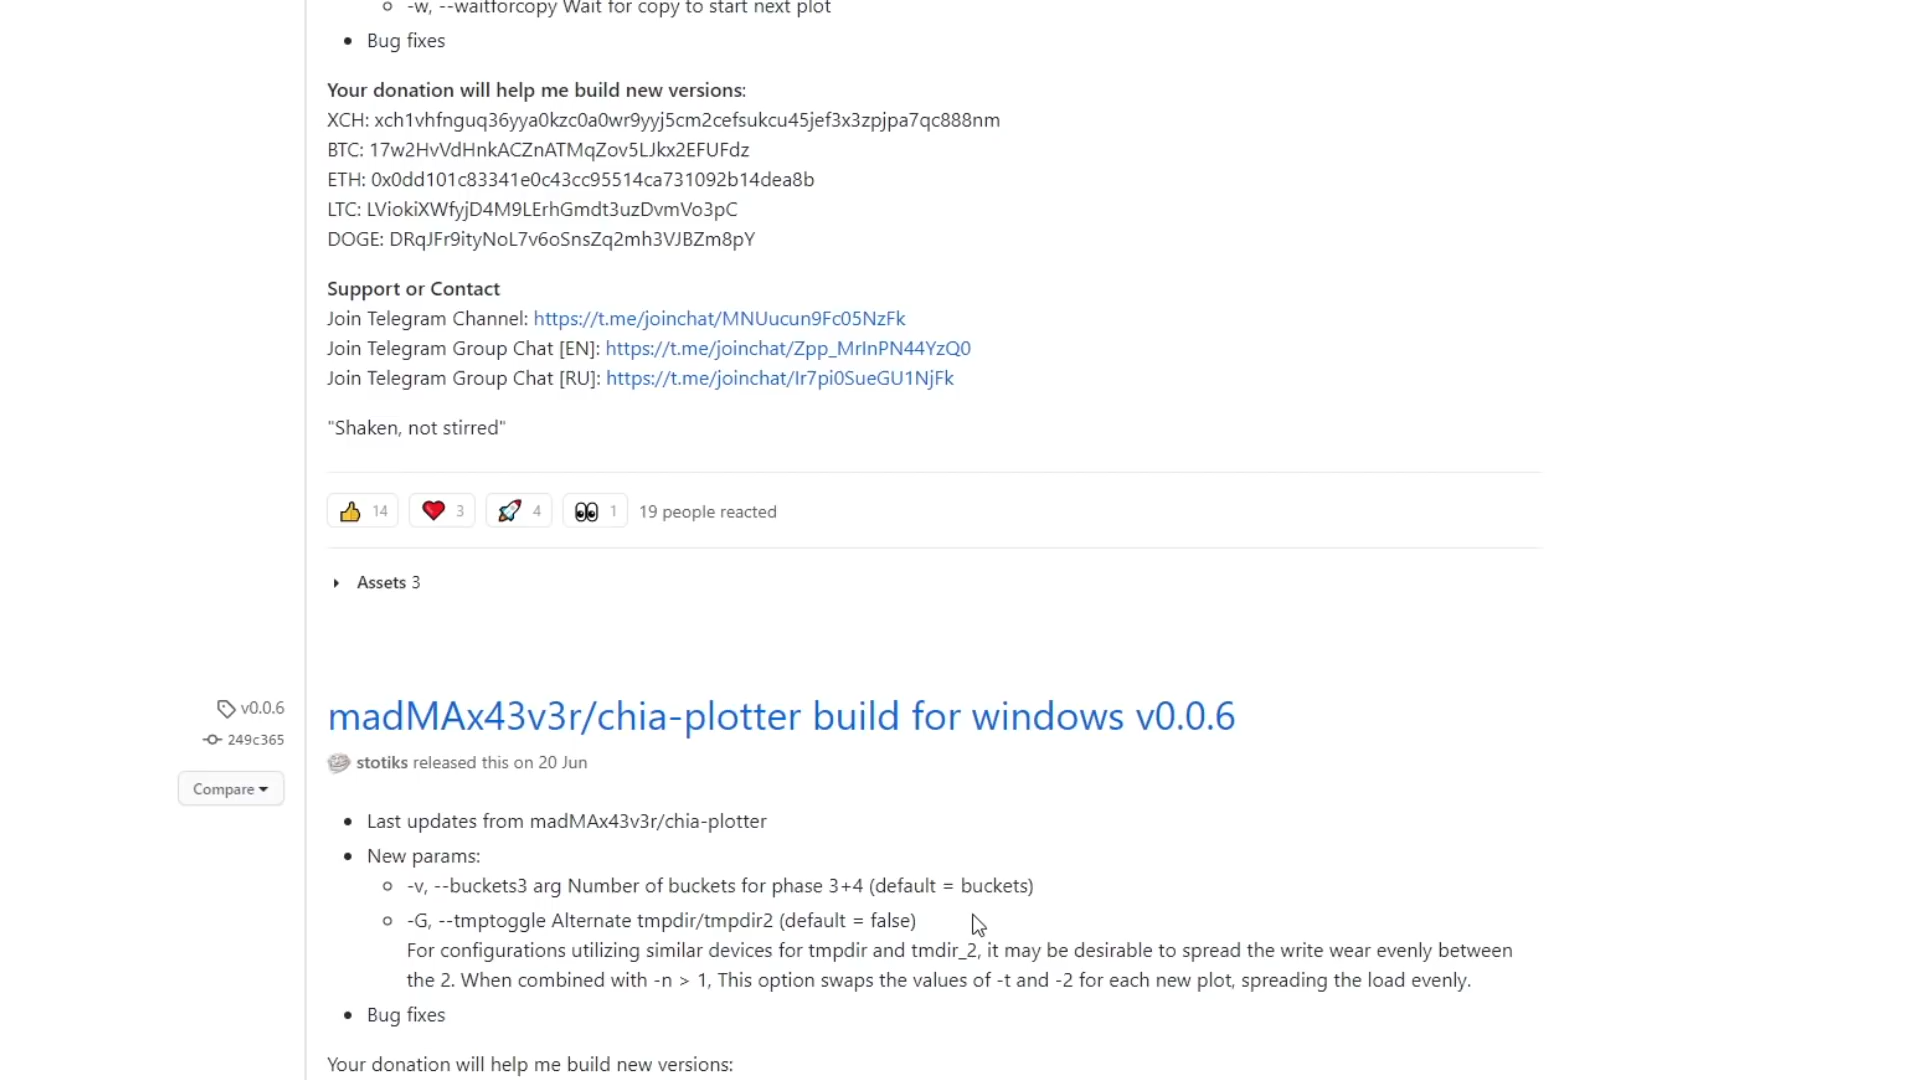 -w, --waitforcopy Wait for copy to start next plot
Bug fixes
Your donation will help me build new versions:
XCH: xch1vhfnguq36yya0kzc0a0wr9yyj5cm2cefsukcu45jef3x3zpjpa7qc888nm
BTC: 17w2HvVdHnkACZnATMqZov5LJkx2EFUFdz
ETH: 0x0dd101c83341e0c43cc95514ca731092b14dea8b
LTC: LViokiXWfyjD4M9LErhGmdt3uzDvmVo3pC
DOGE: DRqJFr9ityNoL7v6oSnsZq2mh3VJBZm8pY
Support or Contact
Join Telegram Channel: https://t.me/joinchat/MNUucun9Fc05NzFk
Join Telegram Group Chat [EN]: https://t.me/joinchat/Zpp_MrInPN44YzQ0
Join Telegram Group Chat [RU]: https://t.me/joinchat/Ir7pi0SueGU1NjFk
"Shaken, not stirred"
14 3 4 1 19 people reacted
Assets 3
v0.0.6
249c365
Compare
madMAx43v3r/chia-plotter build for windows v0.0.6
stotiks released this on 20 Jun
Last updates from madMAx43v3r/chia-plotter
New params:
-v, --buckets3 arg Number of buckets for phase 3+4 (default = buckets)
-G, --tmptoggle Alternate tmpdir/tmpdir2 (default = false)
For configurations utilizing similar devices for tmpdir and tmdir_2, it may be desirable to spread the write wear evenly between
the 2. When combined with -n > 1, This option swaps the values of -t and -2 for each new plot, spreading the load evenly.
Bug fixes
Your donation will help me build new versions: